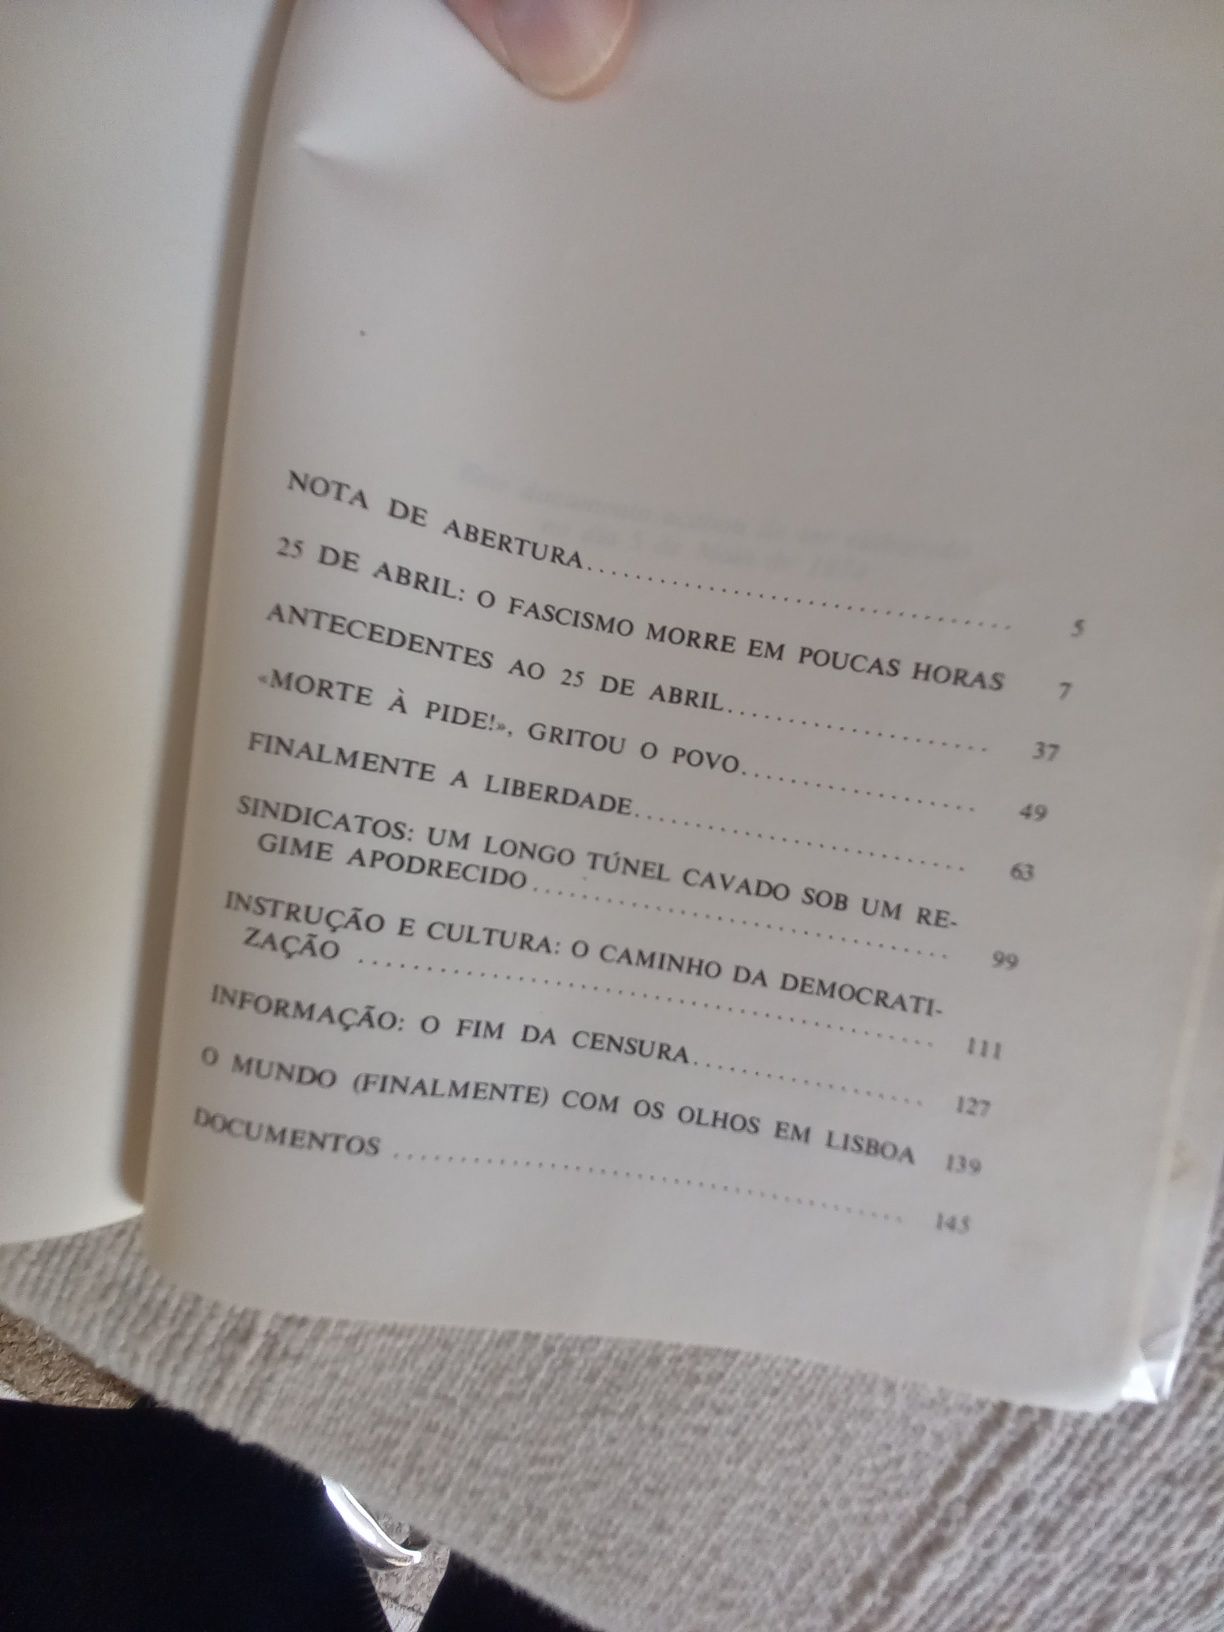 NOTA DE ABERTURA.................................... 5
25 DE ABRIL: O FASCISMO MORRE EM POUCAS HORAS 7
ANTECEDENTES AO 25 DE ABRIL...................... 37
«MORTE À PIDE!», GRITOU O POVO.................... 49
FINALMENTE A LIBERDADE............................ 63
SINDICATOS: UM LONGO TÚNEL CAVADO SOB UM RE-
GIME APODRECIDO................................... 99
INSTRUÇÃO E CULTURA: O CAMINHO DA DEMOCRATI-
ZAÇÃO ................................................ 111
INFORMAÇÃO: O FIM DA CENSURA.................... 127
O MUNDO (FINALMENTE) COM OS OLHOS EM LISBOA 139
DOCUMENTOS ........................................... 145